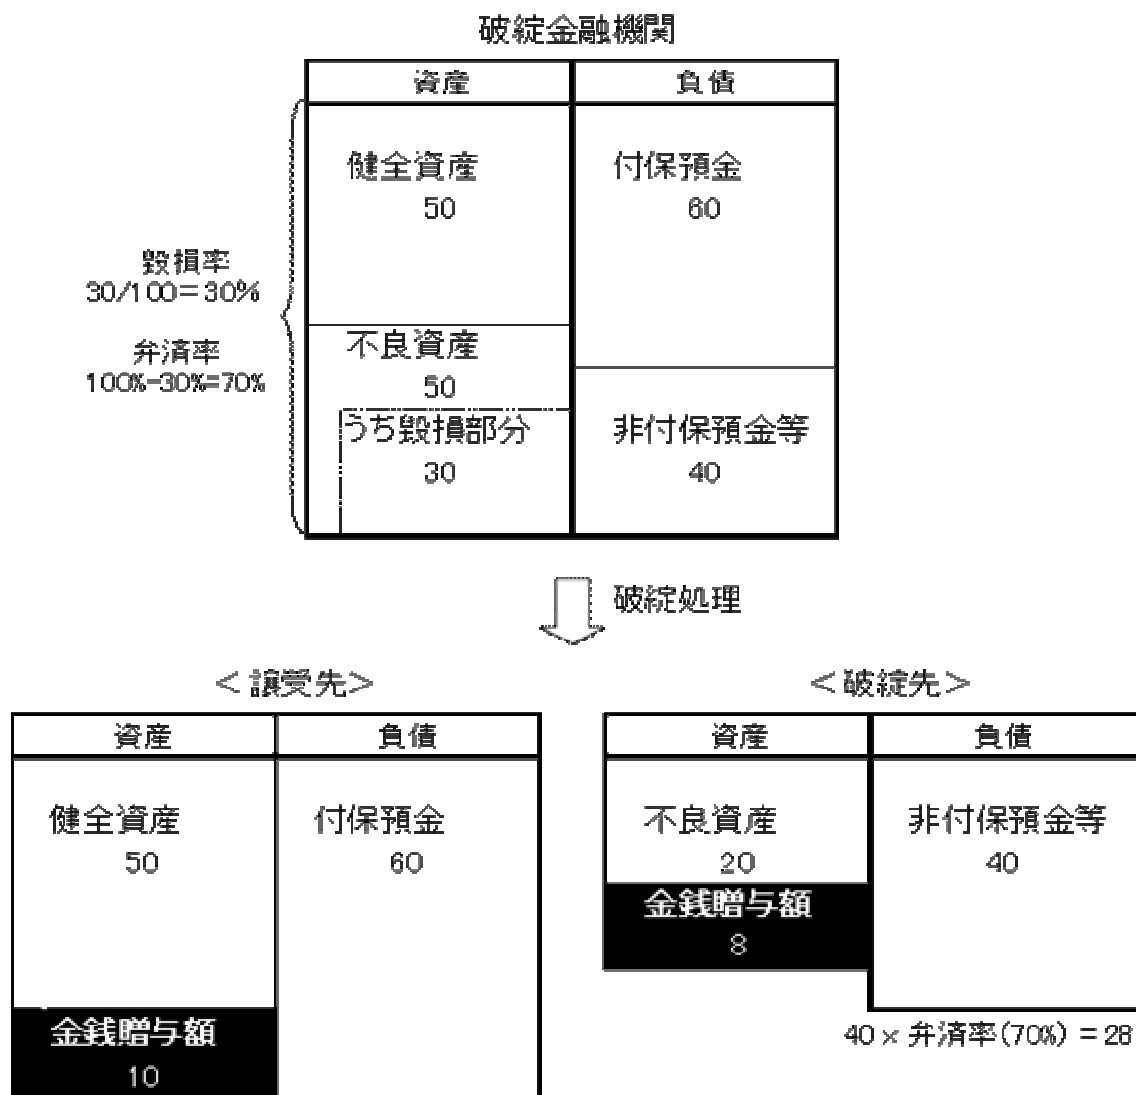 破綻金融機関
資産
負債
健全資産
50
付保預金
60
毀損率
30/100=30%
弁済率
100%-30%=70%
不良資産
50
うち毀損部分
30
非付保預金等
40
破綻処理
<譲受先>
資産
負債
健全資産
50
付保預金
60
金銭贈与額
10
<破綻先>
資産
負債
不良資産
20
非付保預金等
40
金銭贈与額
8
40×弁済率(70%)=28